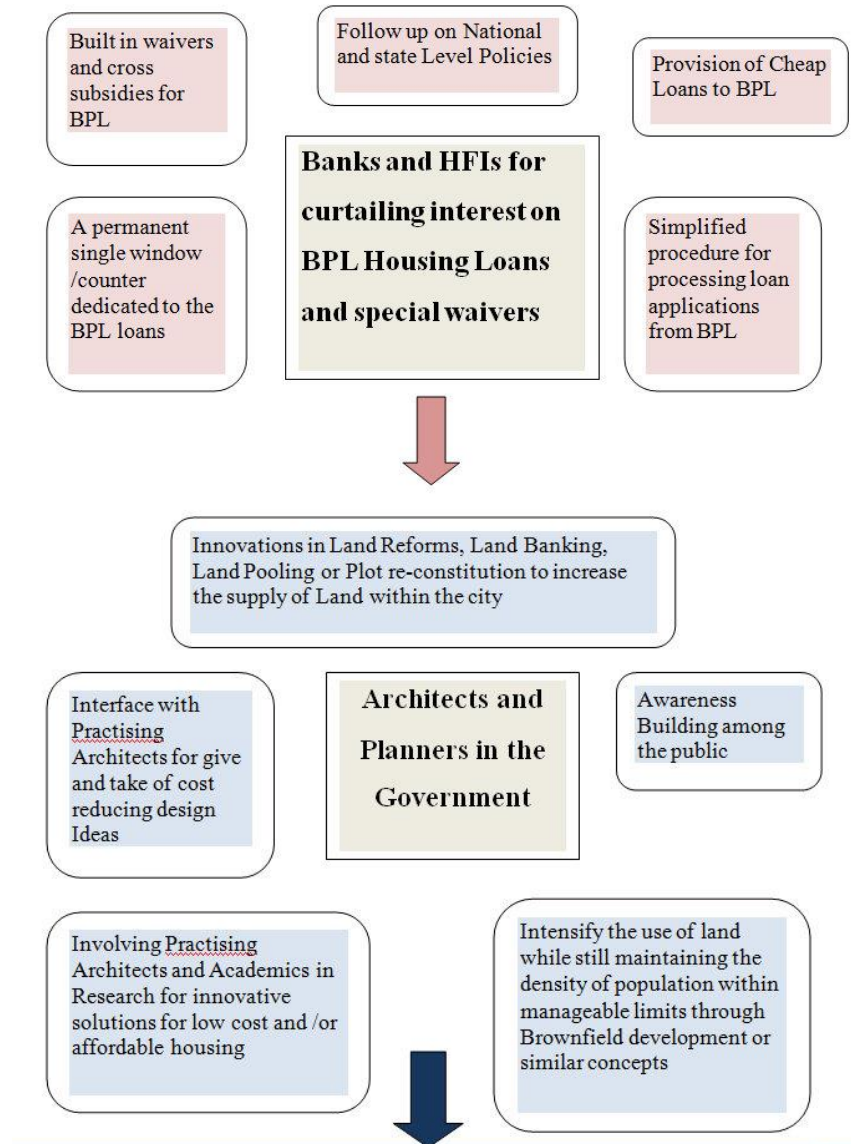 Built in waivers
and cross
subsidies for
BPL
Follow up on National
and state Level Policies
Provision of Cheap
Loans to BPL
Banks and HFIs for
curtailing interest on
BPL Housing Loans
and special waivers
A permanent
single window
/counter
dedicated to the
BPL loans
Simplified
procedure for
processing loan
applications
from BPL
Innovations in Land Reforms, Land Banking,
Land Pooling or Plot re-constitution to increase
the supply of Land within the city
Interface with
Practising
Architects for give
and take of cost
reducing design
Ideas
Architects and
Planners in the
Government
Awareness
Building among
the public
Involving Practising
Architects and Academics in
Research for innovative
solutions for low cost and /or
affordable housing
Intensify the use of land
while still maintaining the
density of population within
manageable limits through
Brownfield development or
similar concepts